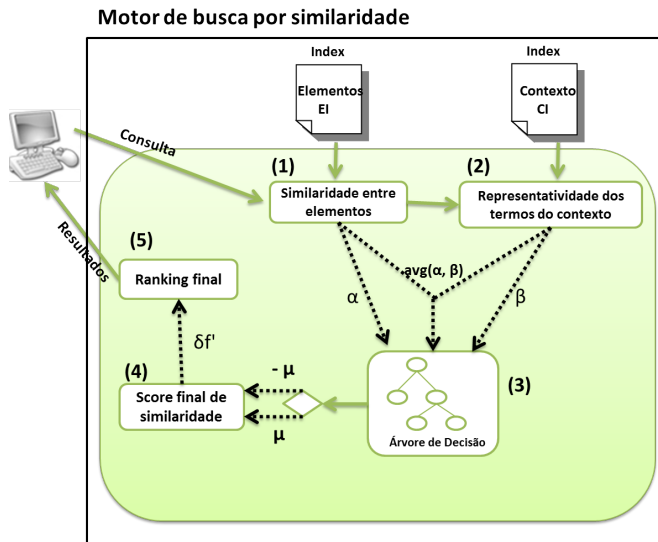 Motor de busca por similaridade
Index
Index
Elementos
EI
Contexto
CI
Consulta
(1)
(2)
Similaridade entre
elementos
Representatividade dos
termos do contexto
Resultados
(5)
Ranking final
avg(α, β)
α
β
δf'
(4)
- μ
(3)
Score final de
similaridade
μ
Árvore de Decisão